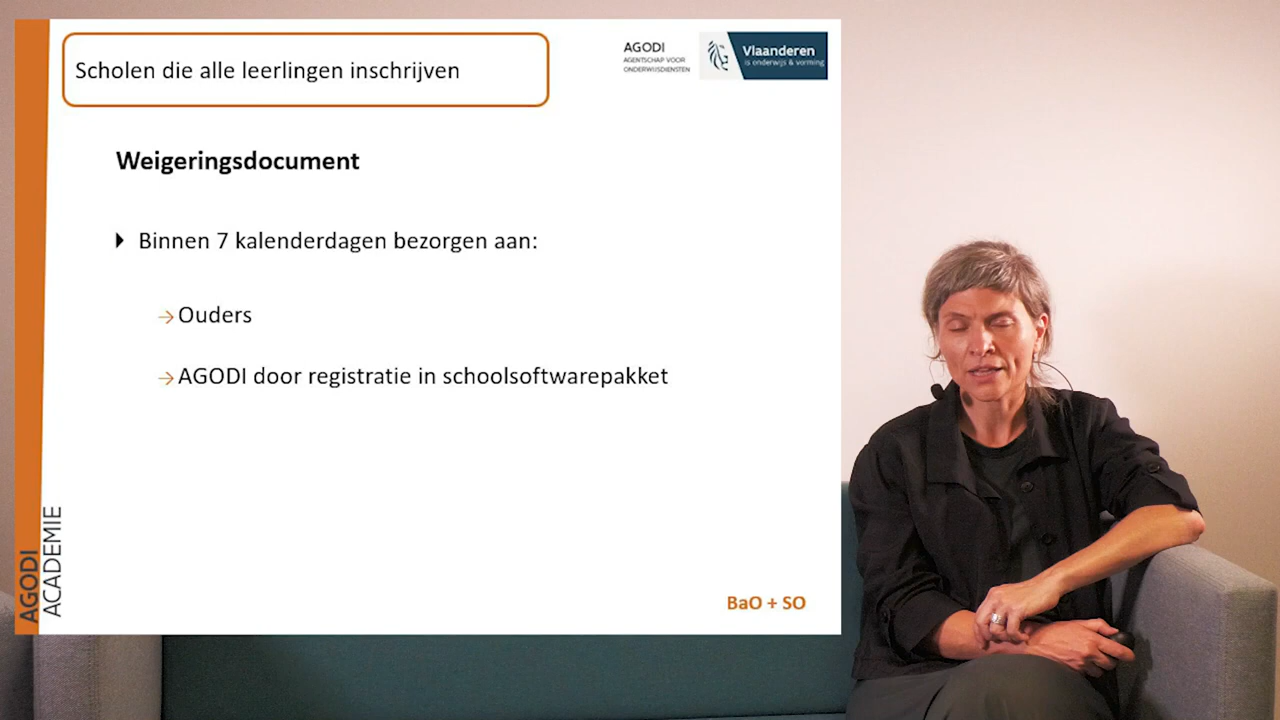 Scholen die alle leerlingen inschrijven
AGODI
AGENTSCHAP VOOR
ONDERWIJSDIENSTEN
Vlaanderen
is onderwijs & vorming
Weigeringsdocument
Binnen 7 kalenderdagen bezorgen aan:
→Ouders
→AGODI door registratie in schoolsoftwarepakket
AGODI
ACADEMIE
BaO + SO